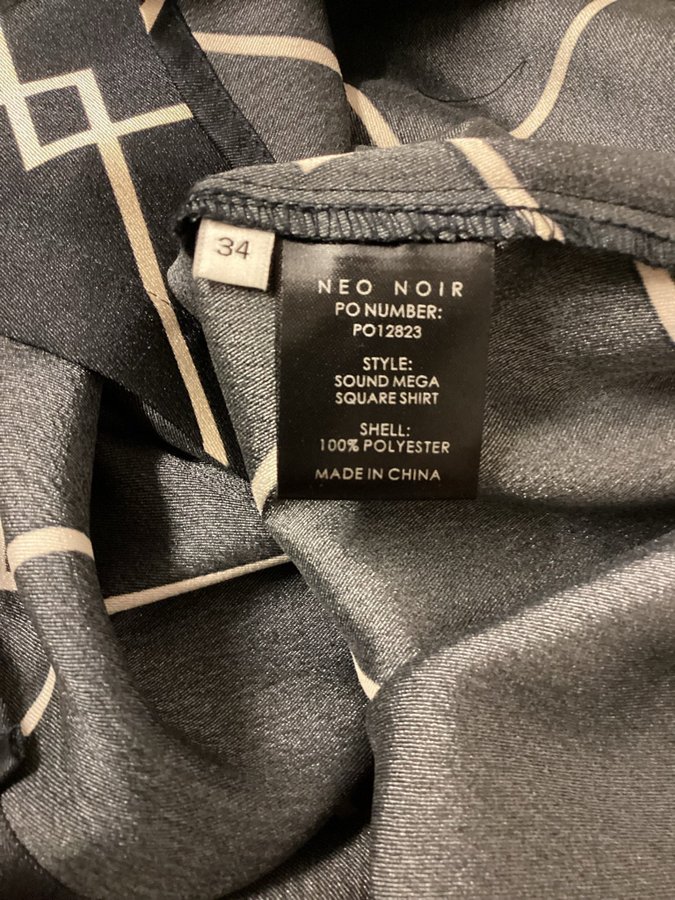 34
NEO NOIR
PO NUMBER:
PO12823
STYLE:
SOUND MEGA
SQUARE SHIRT
SHELL:
100% POLYESTER
MADE IN CHINA